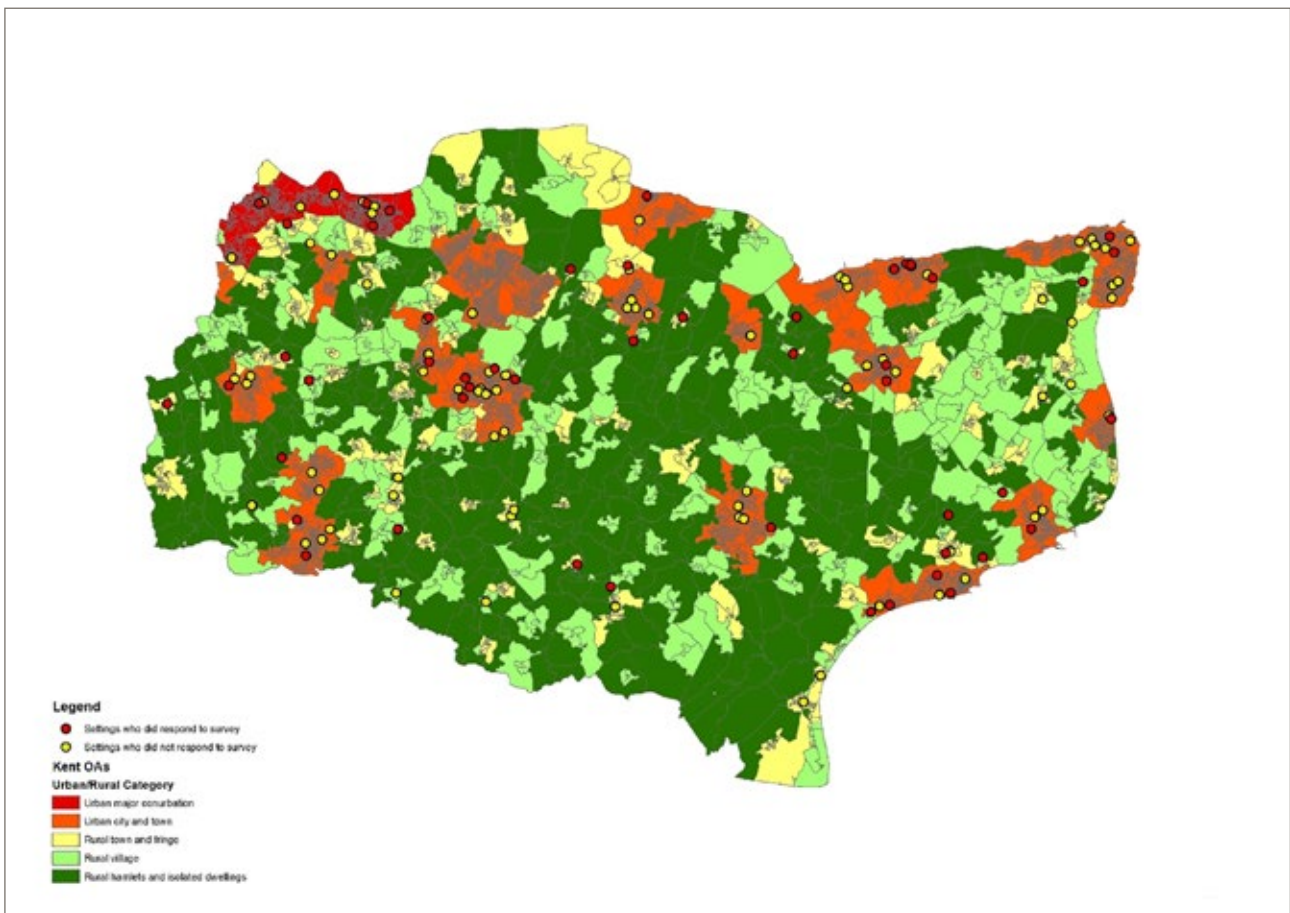 Legend
Settings who did respond to survey
Settings who did not respond to survey
Kent OAs
Urban/Rural Category
Urban major conurbation
Urban city and town
Rural town and fringe
Rural village
Rural hamlets and isolated dwellings